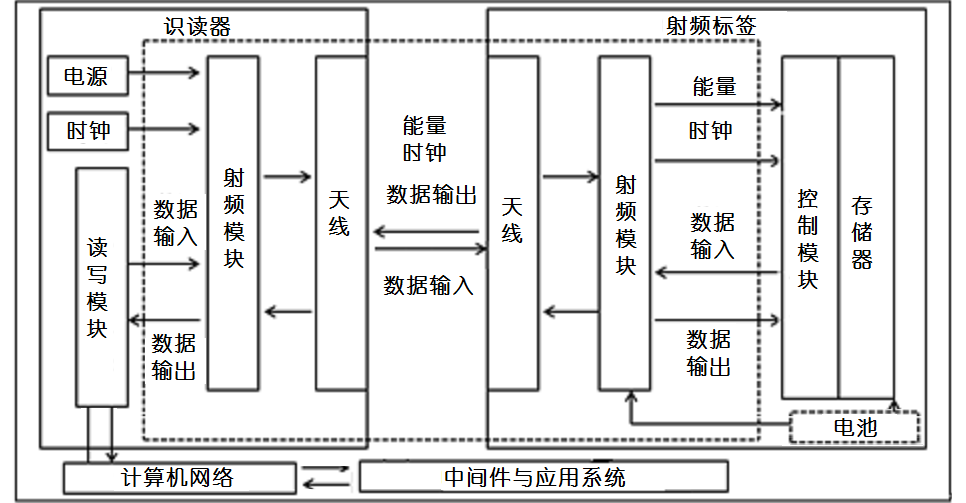 识读器
射频标签
电源
时钟
读写模块
数据
输入
数据
输出
射频模块
天线
能量
时钟
数据输出
数据输入
天线
射频模块
能量
时钟
数据
输入
数据
输出
控制模块
存储器
电池
计算机网络
中间件与应用系统